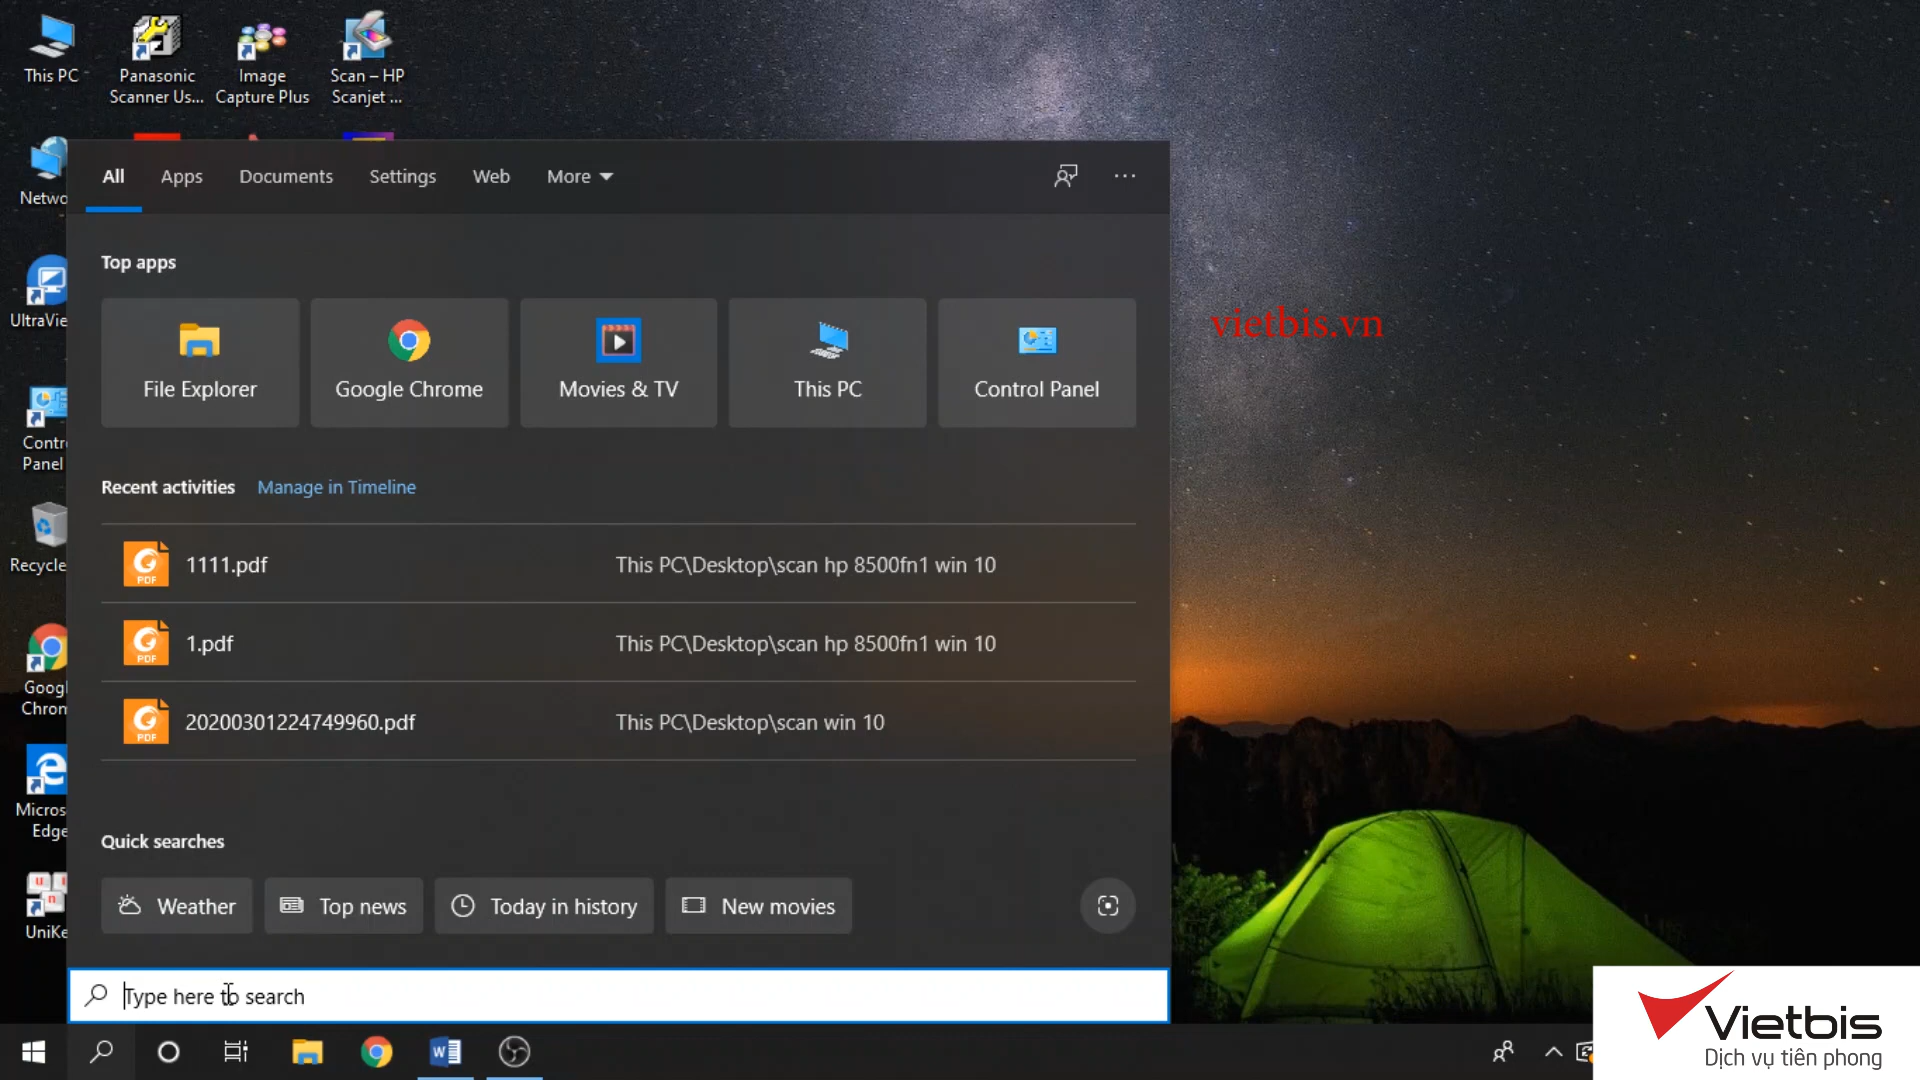 This PC
Panasonic
Scanner Us...
Image
Capture Plus
Scan – HP
Scanjet ...
Netwo
UltraVie
Contr
Panel
Recycle
Googl
Chrom
Micros
Edge
UniKe
All
Apps
Documents
Settings
Web
More
Top apps
File Explorer
Google Chrome
Movies & TV
This PC
Control Panel
vietbis.vn
Recent activities
Manage in Timeline
1111.pdf
This PC\Desktop\scan hp 8500fn1 win 10
1.pdf
This PC\Desktop\scan hp 8500fn1 win 10
20200301224749960.pdf
This PC\Desktop\scan win 10
Quick searches
Weather
Top news
Today in history
New movies
Type here to search
Vietbis
Dịch vụ tiên phong